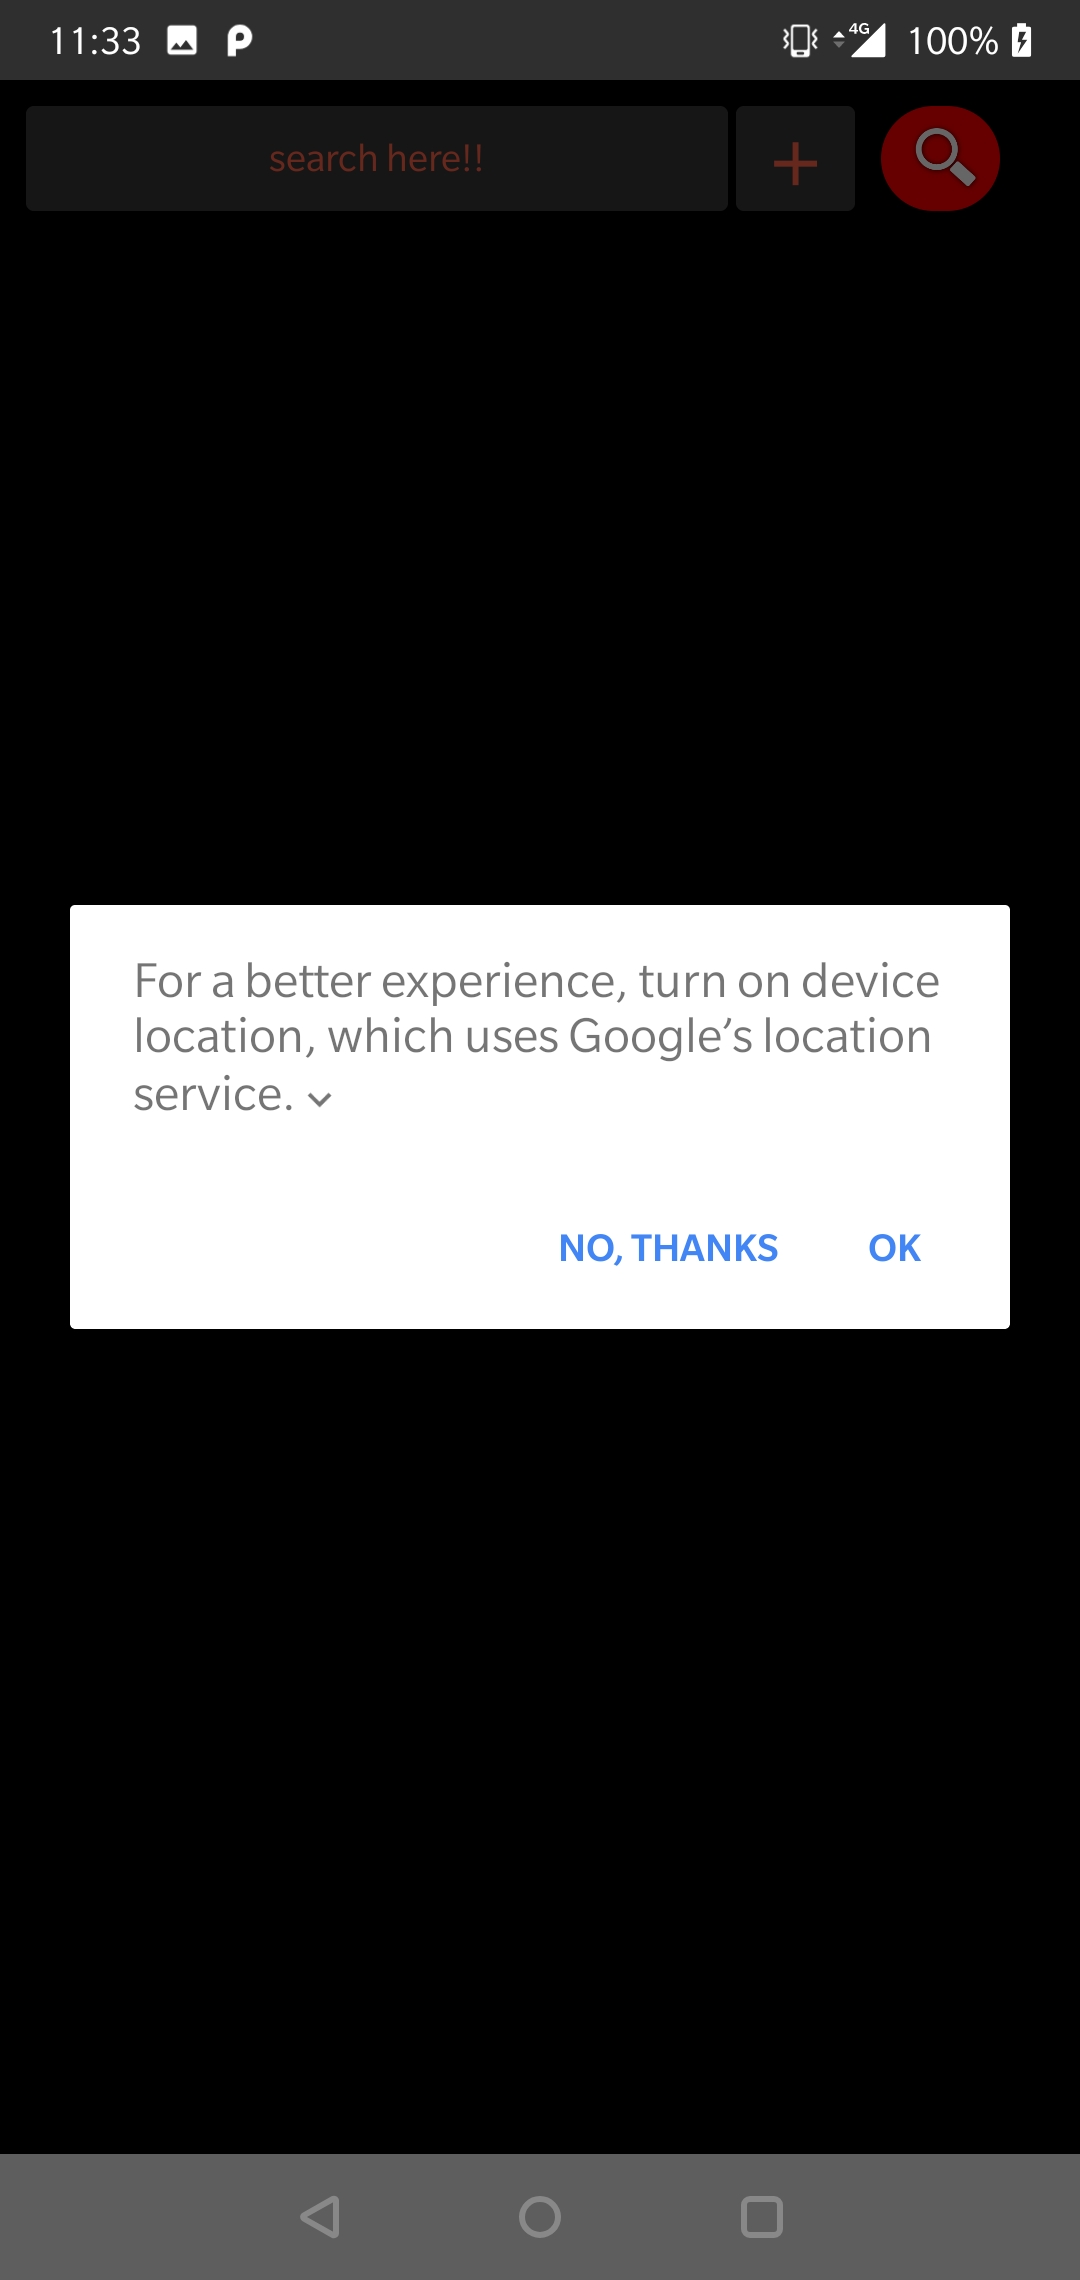 11:33
4G 100%
search here!!
For a better experience, turn on device
location, which uses Google’s location
service.
NO, THANKS OK